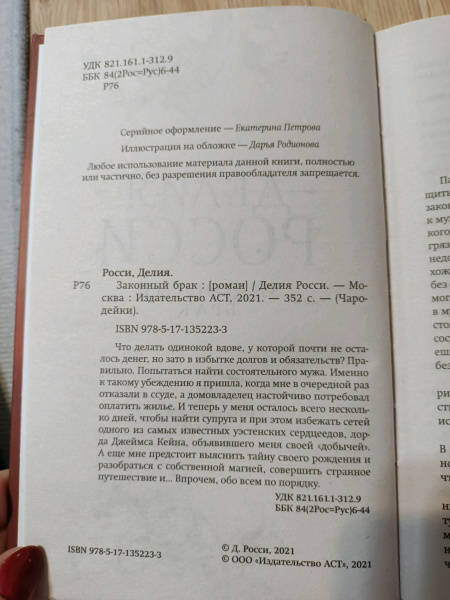 УДК 821.161.1-312.9
ББК 84(2Рос=Рус)6-44
Р76
Серийное оформление — Екатерина Петрова
Иллюстрация на обложке — Дарья Родионова
Любое использование материала данной книги, полностью
или частично, без разрешения правообладателя запрещается.
Росси, Делия.
Р76 Законный брак : [роман] / Делия Росси. — Мо-
сква : Издательство АСТ, 2021. — 352 с. — (Чаро-
дейки).
ISBN 978-5-17-135223-3
Что делать одинокой вдове, у которой почти не оста-
лось денег, но зато в избытке долгов и обязательств? Пра-
вильно. Попытаться найти состоятельного мужа. Именно
к такому убеждению я пришла, когда мне в очередной раз
отказали в ссуде, а домовладелец настойчиво потребовал
оплатить жилье. И теперь у меня осталось всего несколь-
ко дней, чтобы найти супруга и при этом избежать сетей
одного из самых известных уэстенских сердцеедов, лор-
да Джеймса Кейна, объявившего меня своей «добычей».
А еще мне предстоит выяснить тайну своего рождения и
разобраться с собственной магией, совершить странное
путешествие и... Впрочем, обо всем по порядку.
УДК 821.161.1-312.9
ББК 84(2Рос=Рус)6-44
© Д. Росси, 2021
ISBN 978-5-17-135223-3 © ООО «Издательство АСТ», 2021